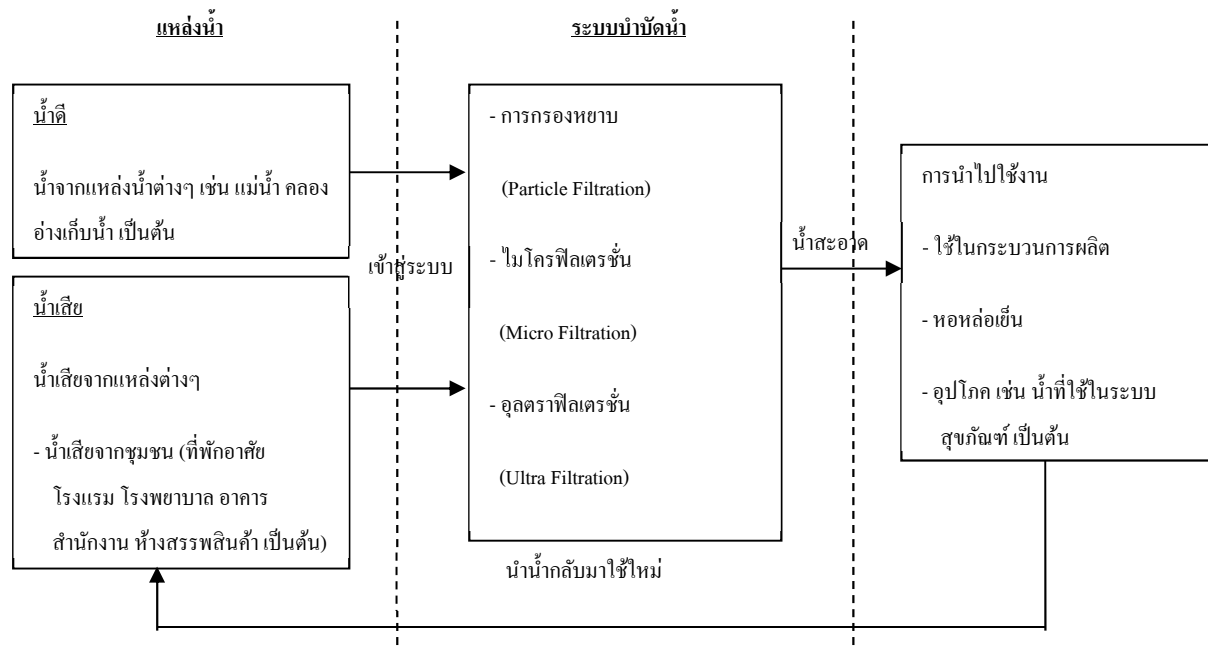 แหล่งน้ำ
ระบบบำบัดน้ำ
น้ำดี
น้ำจากแหล่งน้ำต่างๆ เช่น แม่น้ำ คลอง
อ่างเก็บน้ำ เป็นต้น
น้ำเสีย
น้ำเสียจากแหล่งต่างๆ
- น้ำเสียจากชุมชน (ที่พักอาศัย
โรงแรม โรงพยาบาล อาคาร
สำนักงาน ห้างสรรพสินค้า เป็นต้น)
เข้าสู่ระบบ
- การกรองหยาบ
(Particle Filtration)
- ไมโครฟิลเตรชั่น
(Micro Filtration)
- อุลตราฟิลเตรชั่น
(Ultra Filtration)
น้ำสะอาด
การนำไปใช้งาน
- ใช้ในกระบวนการผลิต
- หอหล่อเย็น
- อุปโภค เช่น น้ำที่ใช้ในระบบ
สุขภัณฑ์ เป็นต้น
นำน้ำกลับมาใช้ใหม่